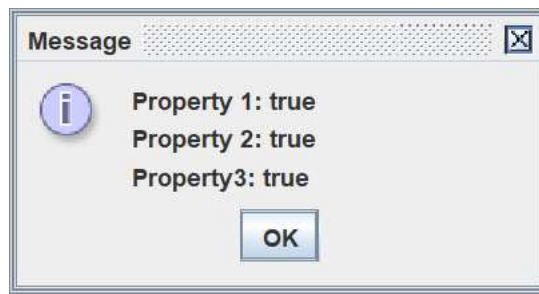 Message
Property 1: true
Property 2: true
Property3: true
OK